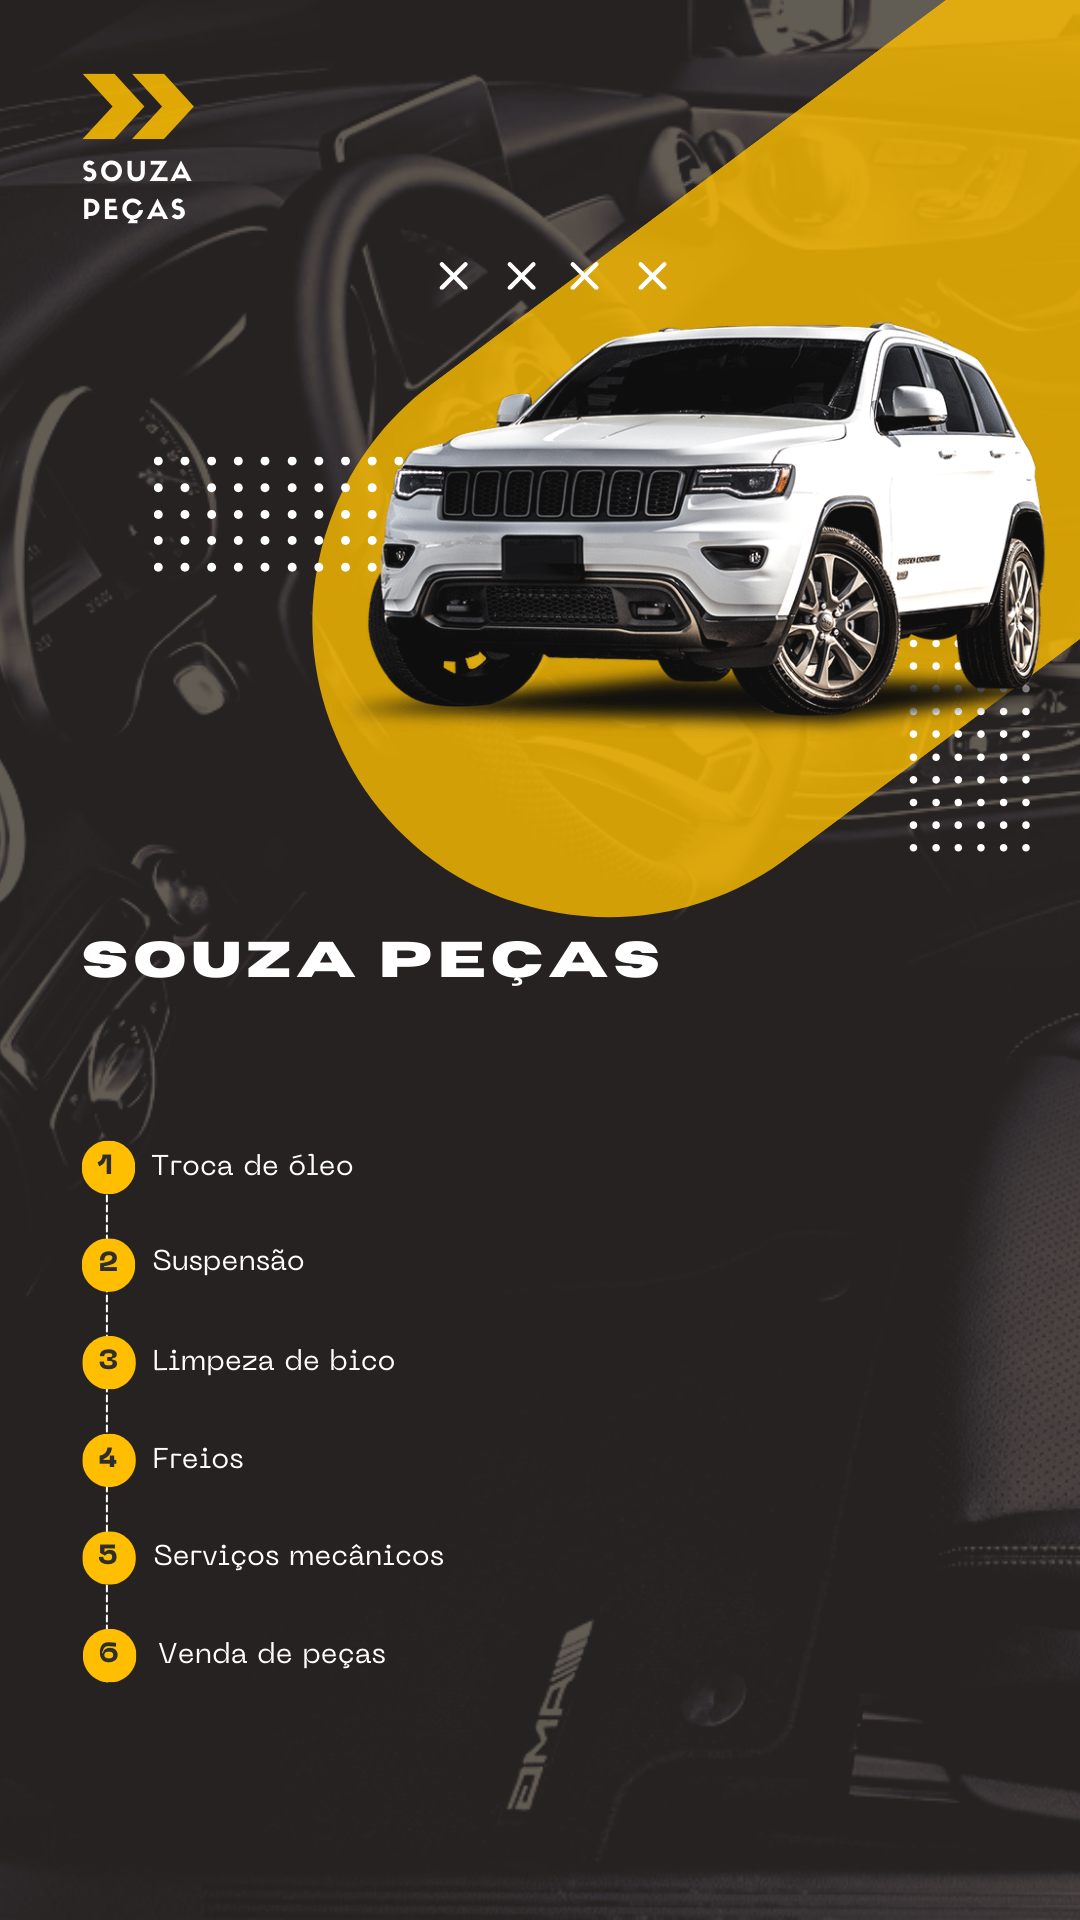 SOUZA
PEÇAS
SOUZA PEÇAS
1 Troca de óleo
2 Suspensão
3 Limpeza de bico
4 Freios
5 Serviços mecânicos
6 Venda de peças
AMG